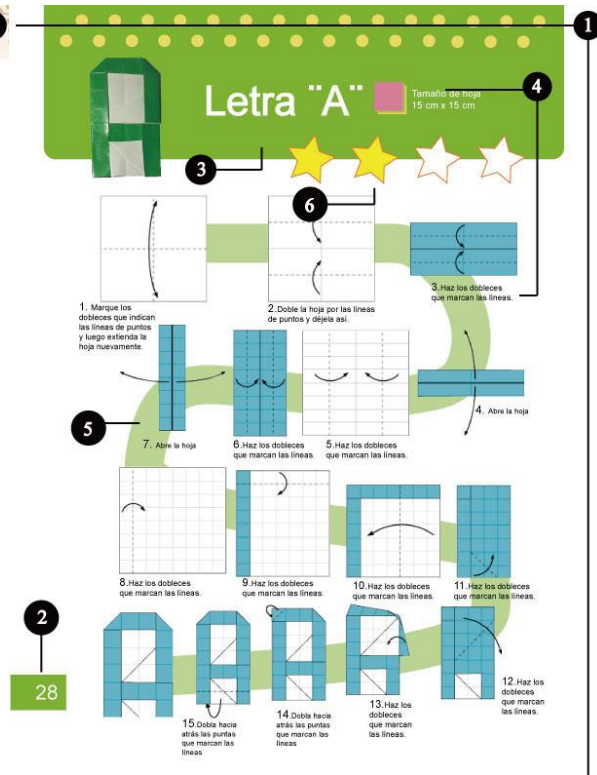 1
Letra ¨A¨
Tamaño de hoja
15 cm x 15 cm
4
3
6
1. Marque los
dobleces que indican
las líneas de puntos
y luego extienda la
hoja nuevamente.
2.Doble la hoja por las líneas
de puntos y déjela así.
3.Haz los dobleces
que marcan las líneas.
4. Abre la hoja
5.Haz los dobleces
que marcan las líneas.
6.Haz los dobleces
que marcan las líneas.
7. Abre la hoja
5
8.Haz los dobleces
que marcan las líneas.
9.Haz los dobleces
que marcan las líneas.
10.Haz los dobleces
que marcan las líneas.
11.Haz los dobleces
que marcan las líneas.
2
28
12.Haz los
dobleces
que marcan
las líneas.
13.Haz los
dobleces
que marcan
las líneas.
14.Dobla hacia
atrás las puntas
que marcan las
líneas
15.Dobla hacia
atrás las puntas
que marcan las
líneas